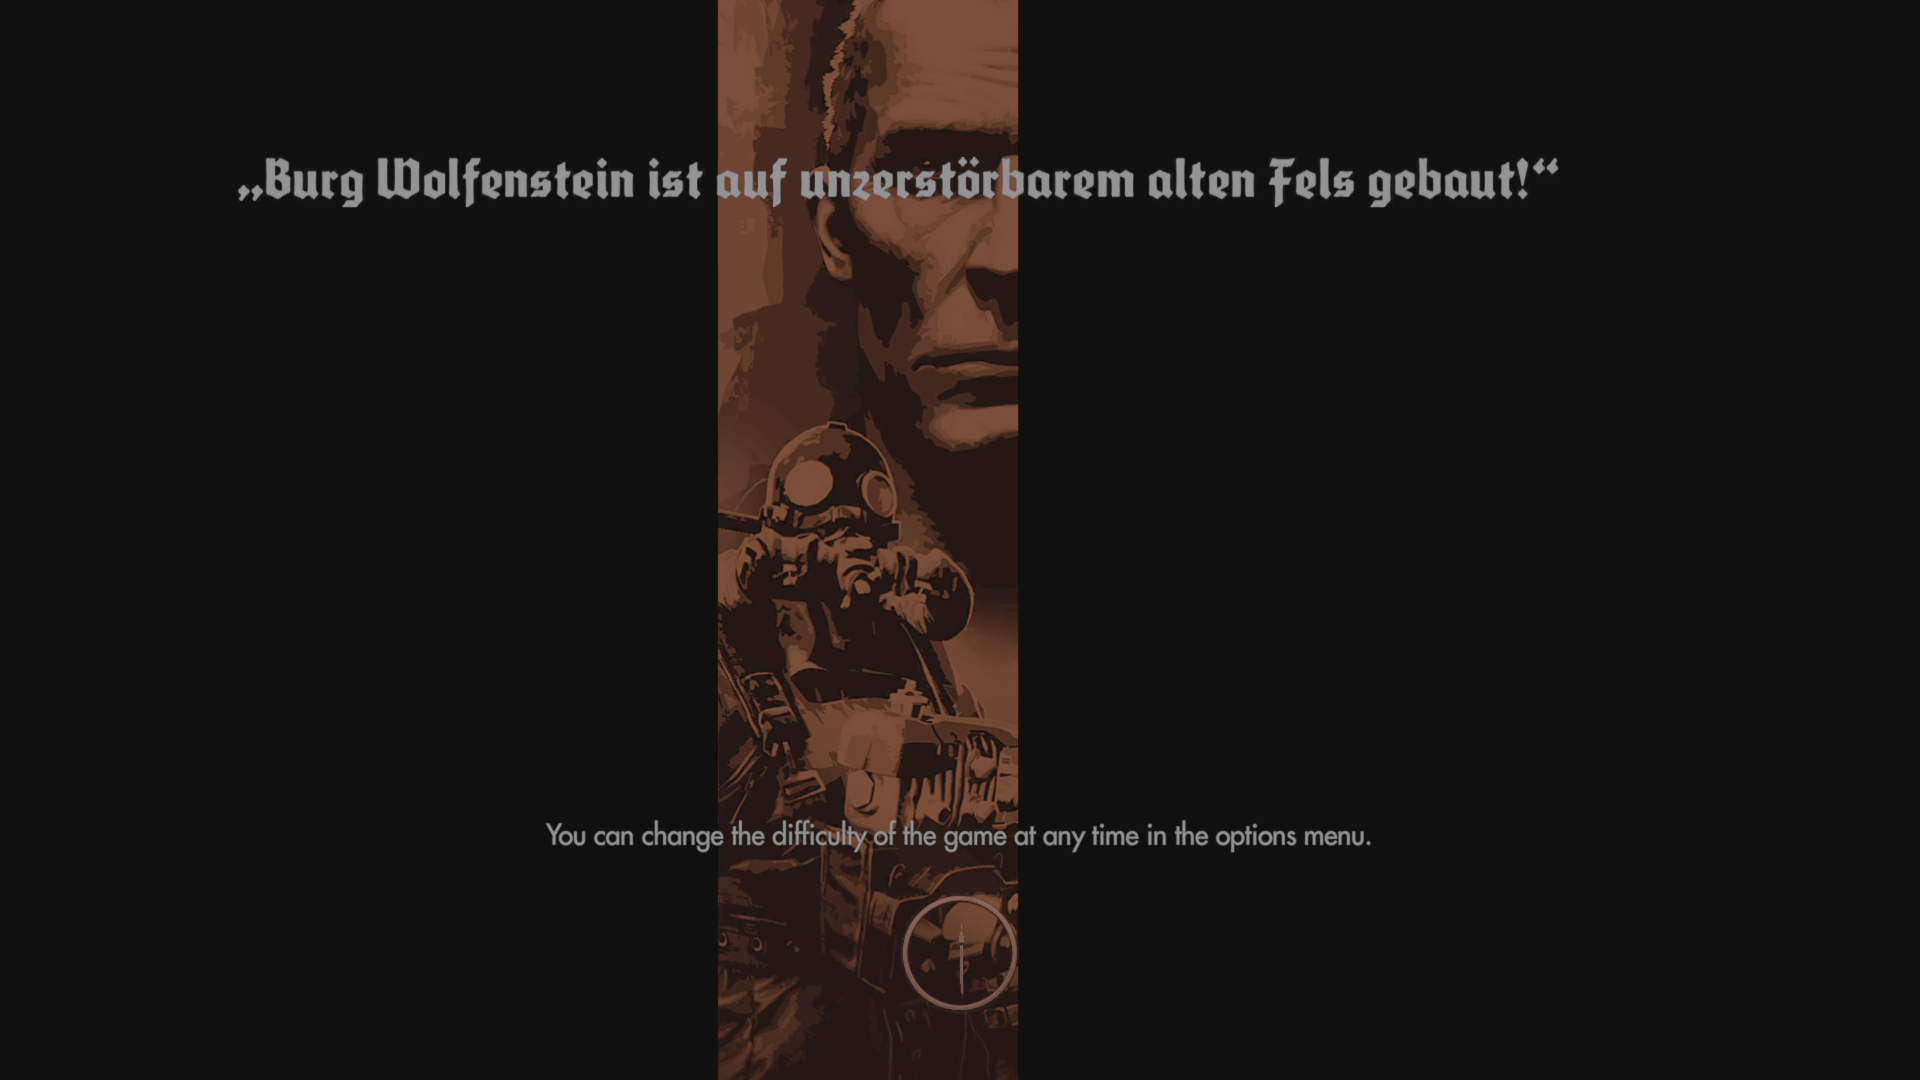 „Burg Wolfenstein ist auf unzerstörbarem alten Fels gebaut!“
You can change the difficulty of the game at any time in the options menu.